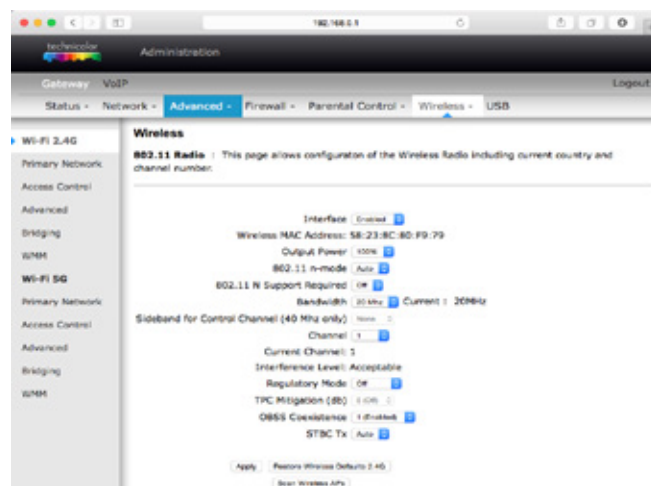 192.168.0.1
technicolor
Administration
Gateway VoIP Logout
Status - Network - Advanced - Firewall - Parental Control - Wireless - USB
Wi-Fi 2.4G
Primary Network
Access Control
Advanced
Bridging
WMM
Wi-Fi 5G
Primary Network
Access Control
Advanced
Bridging
WMM
Wireless
802.11 Radio : This page allows configuraton of the Wireless Radio including current country and
channel number.
Interface Enabled
Wireless MAC Address: 58:23:8C:80:F9:79
Output Power 100%
802.11 n-mode Auto
802.11 N Support Required Off
Bandwidth 20 Mhz Current : 20MHz
Sideband for Control Channel (40 Mhz only) None
Channel 1
Current Channel: 1
Interference Level: Acceptable
Regulatory Mode Off
TPC Mitigation (db) 0 (Off)
OBSS Coexistence 1 (Enabled)
STBC Tx Auto
Apply Restore Wireless Defaults 2.4G
Scan Wireless APs